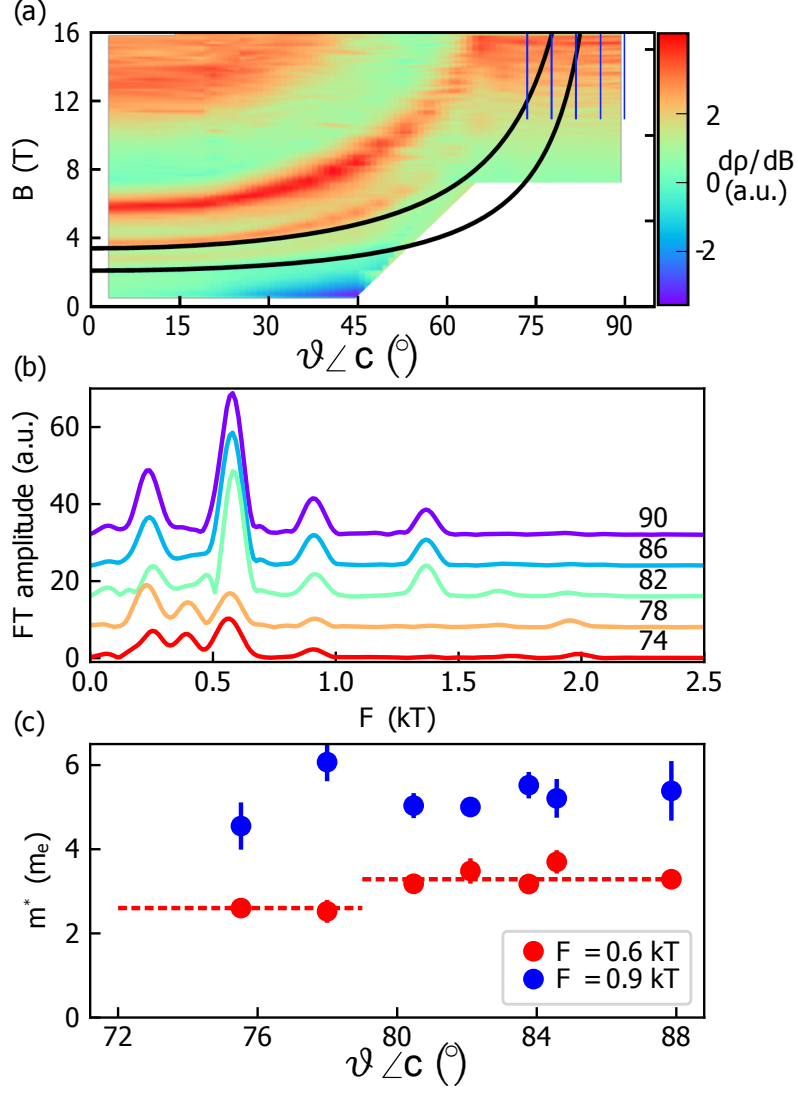 (a)
16
12
8
4
0
B (T)
0 15 30 45 60 75 90
ϑ∠c (°)
2
0
-2
dρ/dB
(a.u.)
(b)
60
40
20
0
FT amplitude (a.u.)
90
86
82
78
74
0.0 0.5 1.0 1.5 2.0 2.5
F (kT)
(c)
6
4
2
0
m* (mₑ)
F = 0.6 kT
F = 0.9 kT
72 76 80 84 88
ϑ∠c (°)